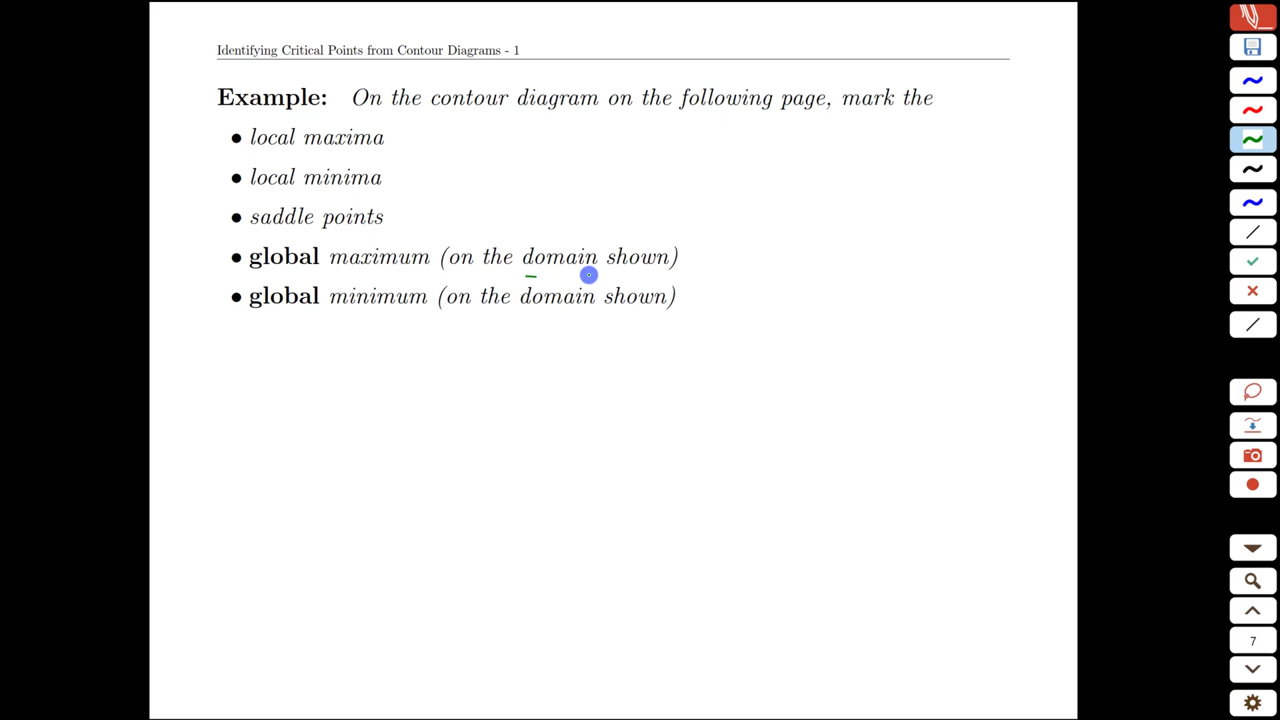 Identifying Critical Points from Contour Diagrams - 1
Example: On the contour diagram on the following page, mark the
• local maxima
• local minima
• saddle points
• global maximum (on the domain shown)
• global minimum (on the domain shown)
7